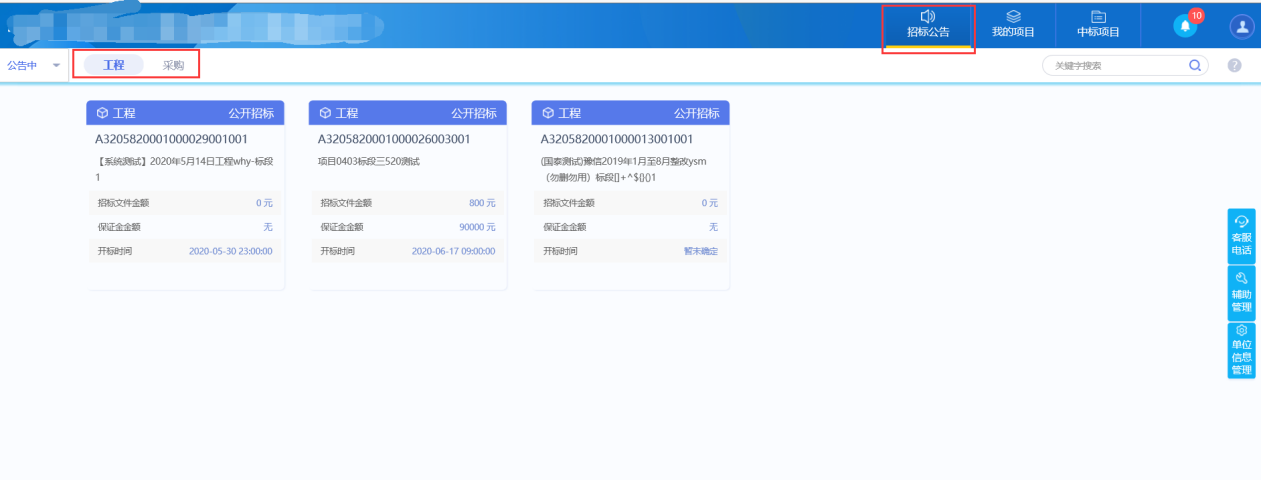 招标公告
我的项目
中标项目
10
公告中
工程
采购
关键字搜索
?
工程 公开招标
A3205820001000029001001
【系统测试】2020年5月14日工程why-标段
1
招标文件金额 0 元
保证金金额 无
开标时间 2020-05-30 23:00:00
工程 公开招标
A3205820001000026003001
项目0403标段三520测试
招标文件金额 800 元
保证金金额 90000 元
开标时间 2020-06-17 09:00:00
工程 公开招标
A3205820001000013001001
(国泰测试)豫信2019年1月至8月整改ysm
（勿删勿用）标段[]+^${}()1
招标文件金额 0 元
保证金金额 无
开标时间 暂未确定
客服
电话
辅助
管理
单位
信息
管理